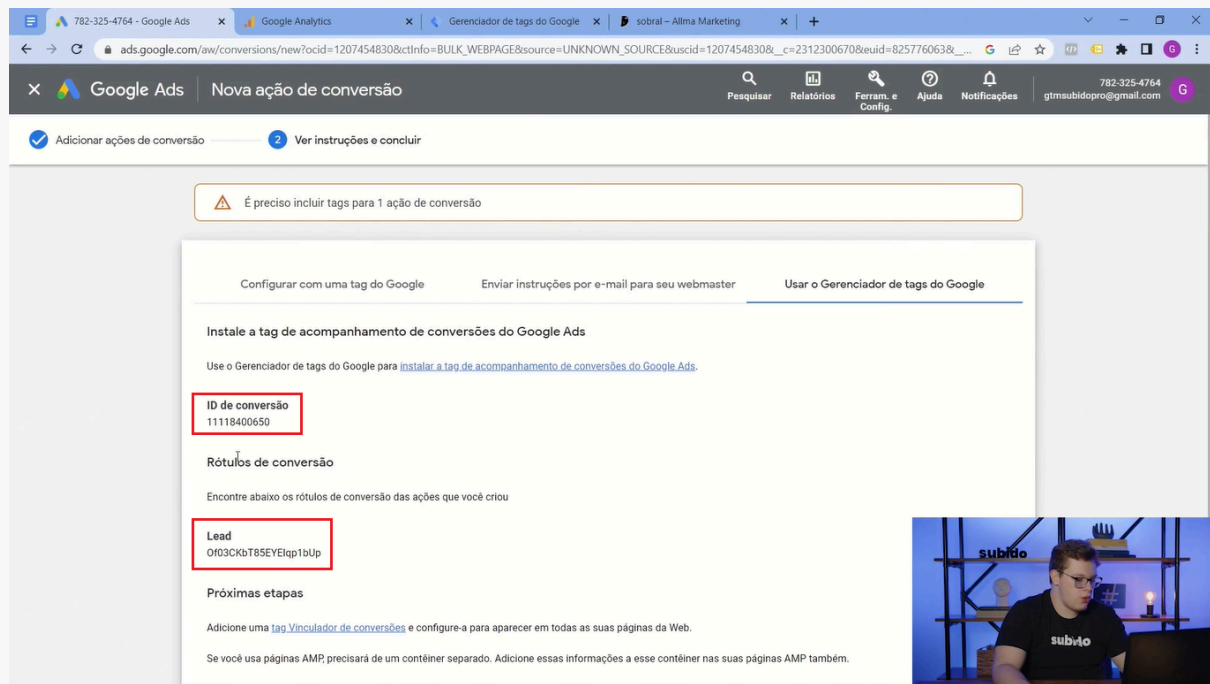 782-325-4764 - Google Ads
Google Analytics
Gerenciador de tags do Google
sobral – Allma Marketing
ads.google.com/aw/conversions/new?ocid=1207454830&ctInfo=BULK_WEBPAGE&source=UNKNOWN_SOURCE&uscid=1207454830&_c=2312300670&euid=825776063&_...
Google Ads
Nova ação de conversão
Pesquisar
Relatórios
Ferram. e
Config.
Ajuda
Notificações
782-325-4764
gtmsubidopro@gmail.com
G
Adicionar ações de conversão
2 Ver instruções e concluir
É preciso incluir tags para 1 ação de conversão
Configurar com uma tag do Google
Enviar instruções por e-mail para seu webmaster
Usar o Gerenciador de tags do Google
Instale a tag de acompanhamento de conversões do Google Ads
Use o Gerenciador de tags do Google para instalar a tag de acompanhamento de conversões do Google Ads.
ID de conversão
11118400650
Rótulos de conversão
Encontre abaixo os rótulos de conversão das ações que você criou
Lead
Of03CKbT85EYEIqp1bUp
Próximas etapas
Adicione uma tag Vinculador de conversões e configure-a para aparecer em todas as suas páginas da Web.
Se você usa páginas AMP, precisará de um contêiner separado. Adicione essas informações a esse contêiner nas suas páginas AMP também.
subido
#
subido